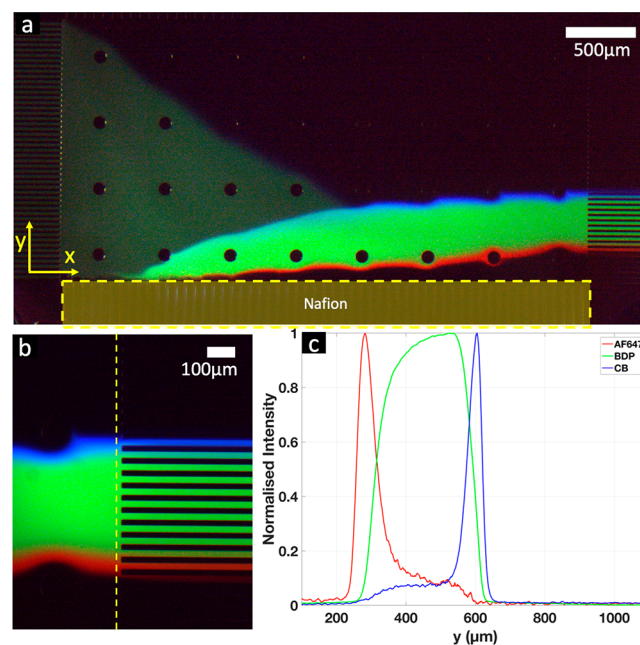 a
500μm
y
x
Nafion
b
100μm
c
AF647
BDP
CB
Normalised Intensity
1
0.8
0.6
0.4
0.2
0
200 400 600 800 1000
y (μm)